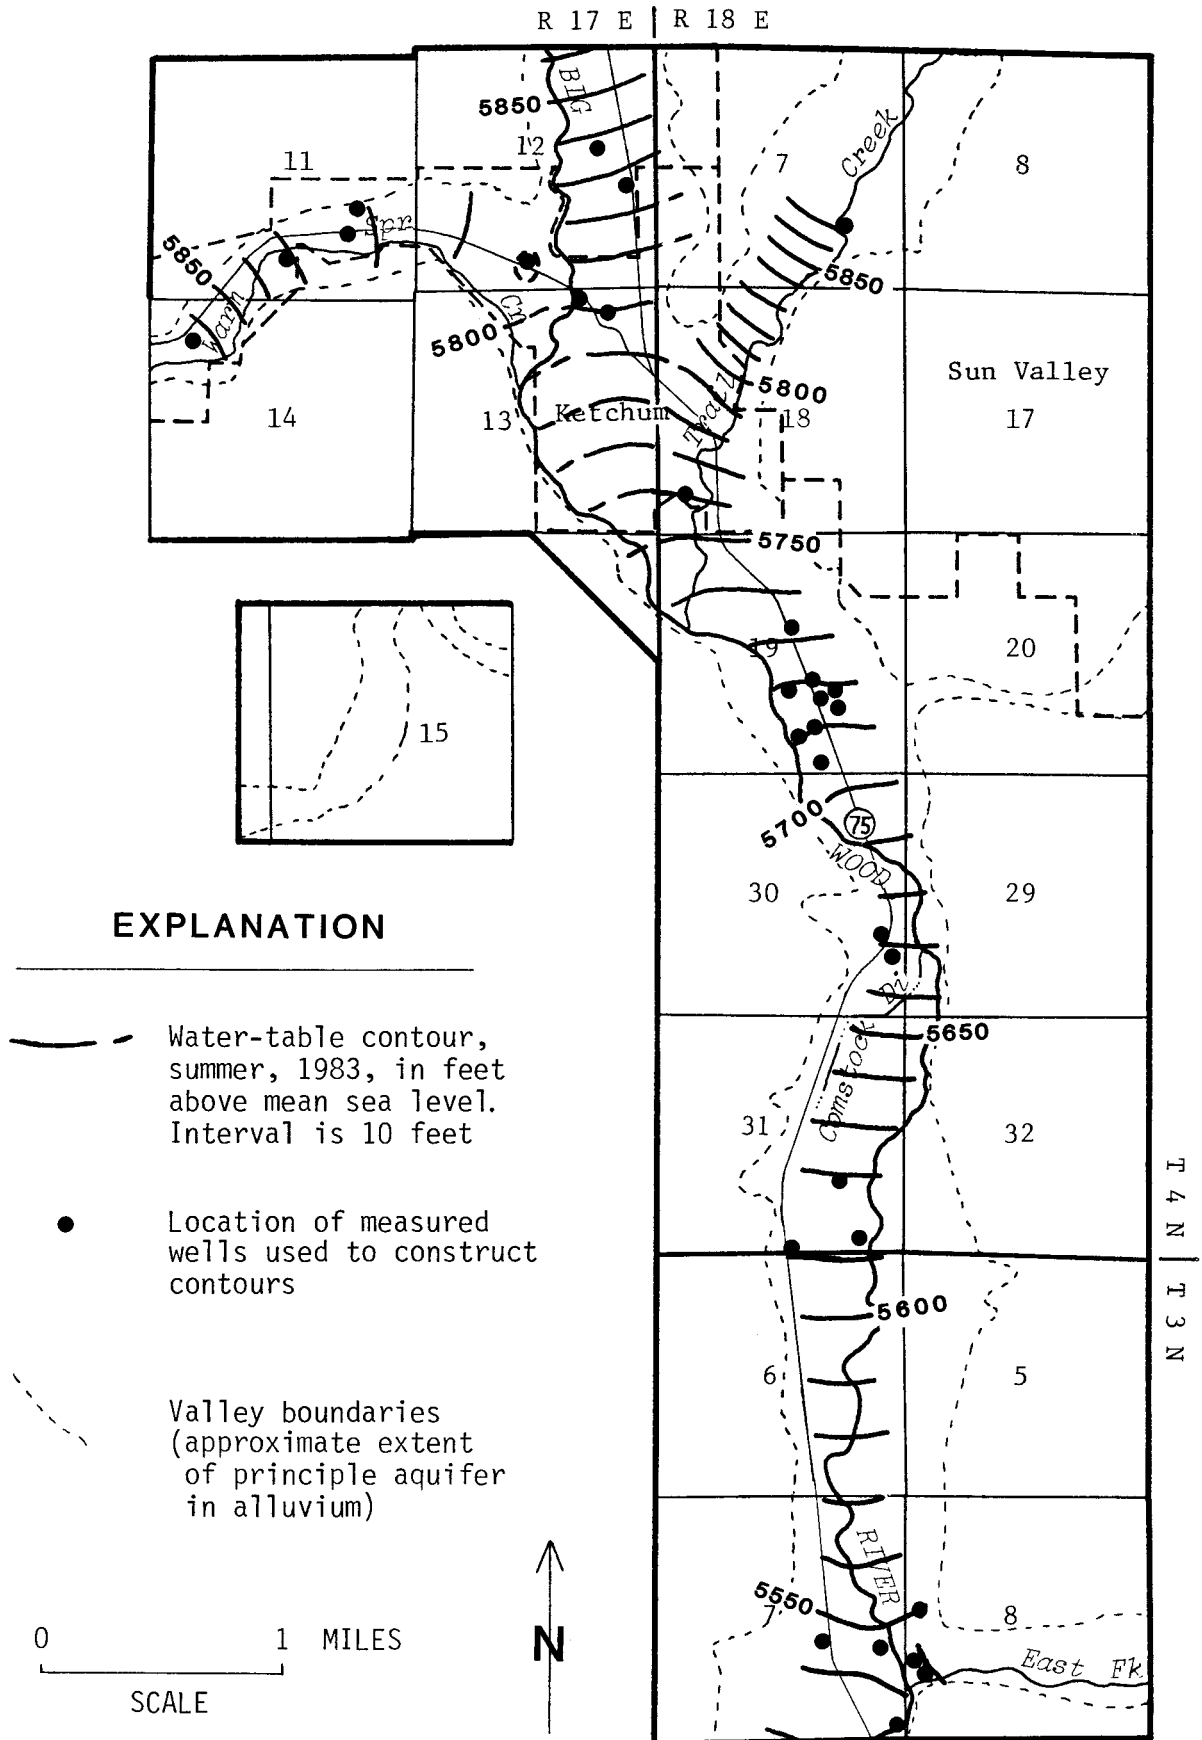 R 17 E | R 18 E
BIG
5850
12
11
7
8
Creek
Spr
5850
5850
Warm
Cr
5800
5800
Sun Valley
14
13
Ketchum
Trail
18
17
5750
19
20
15
5700
75
WOOD
30
29
EXPLANATION
Water-table contour,
summer, 1983, in feet
above mean sea level.
Interval is 10 feet
Comstock Di
5650
31
32
T 4 N | T 3 N
Location of measured
wells used to construct
contours
5600
6
5
Valley boundaries
(approximate extent
of principle aquifer
in alluvium)
RIVER
5550
7
8
East Fk
0 1 MILES
SCALE
N